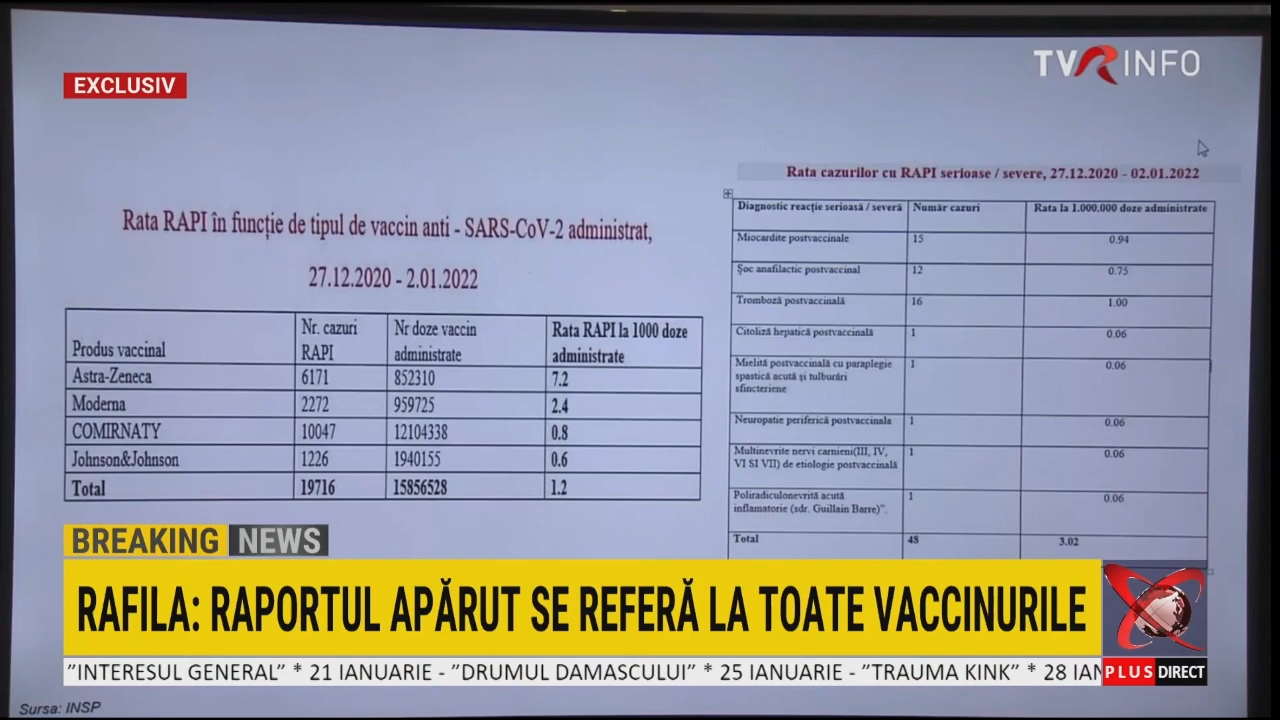 EXCLUSIV
TVR INFO
Rata RAPI în funcție de tipul de vaccin anti - SARS-CoV-2 administrat,
27.12.2020 - 2.01.2022
Produs vaccinal Nr. cazuri RAPI Nr doze vaccin administrate Rata RAPI la 1000 doze administrate
Astra-Zeneca 6171 852310 7.2
Moderna 2272 959725 2.4
COMIRNATY 10047 12104338 0.8
Johnson&Johnson 1226 1940155 0.6
Total 19716 15856528 1.2
Rata cazurilor cu RAPI serioase / severe, 27.12.2020 - 02.01.2022
Diagnostic reacție serioasă / severă Număr cazuri Rata la 1.000.000 doze administrate
Miocardite postvaccinale 15 0.94
Șoc anafilactic postvaccinal 12 0.75
Tromboză postvaccinală 16 1.00
Citoliză hepatică postvaccinală 1 0.06
Mielită postvaccinală cu paraplegie 1 0.06
spastică acută și tulburări
sfincteriene
Neuropatie periferică postvaccinala 1 0.06
Multinevrite nervi camieni(III, IV, 1 0.06
VI SI VII) de etiologie postvaccinală
Poliradiculonevrită acută 1 0.06
inflamatorie (sdr. Guillain Barre)”.
Total 48 3.02
BREAKING NEWS
RAFILA: RAPORTUL APĂRUT SE REFERĂ LA TOATE VACCINURILE
”INTERESUL GENERAL” * 21 IANUARIE - ”DRUMUL DAMASCULUI” * 25 IANUARIE - ”TRAUMA KINK” * 28 IAN
PLUS DIRECT
Sursa: INSP